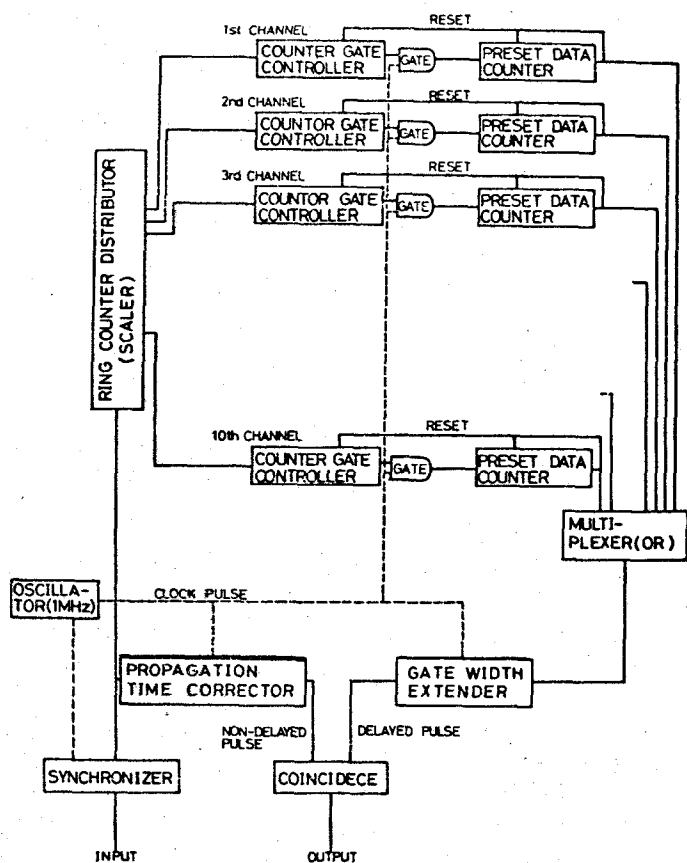 1st CHANNEL
RESET
COUNTER GATE
CONTROLLER
GATE
PRESET DATA
COUNTER
2nd CHANNEL
RESET
COUNTOR GATE
CONTROLLER
GATE
PRESET DATA
COUNTER
3rd CHANNEL
RESET
COUNTOR GATE
CONTROLLER
GATE
PRESET DATA
COUNTER
RING COUNTER DISTRIBUTOR
(SCALER)
10th CHANNEL
RESET
COUNTER GATE
CONTROLLER
GATE
PRESET DATA
COUNTER
MULTI-
PLEXER(OR)
OSCILLA-
TOR(1MHz)
CLOCK PULSE
PROPAGATION
TIME CORRECTOR
GATE WIDTH
EXTENDER
NON-DELAYED
PULSE
DELAYED PULSE
SYNCHRONIZER
COINCIDECE
INPUT
OUTPUT